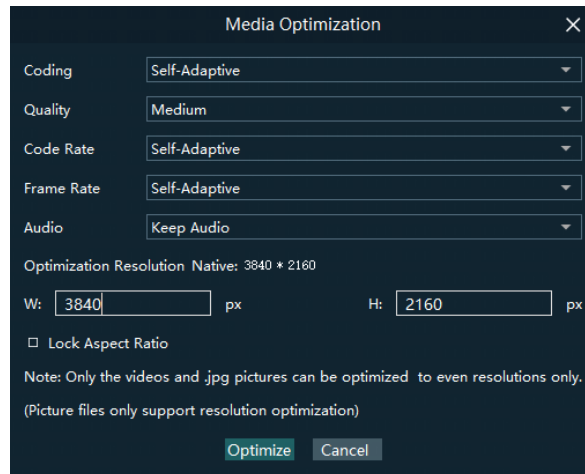 Media Optimization
Coding Self-Adaptive
Quality Medium
Code Rate Self-Adaptive
Frame Rate Self-Adaptive
Audio Keep Audio
Optimization Resolution Native: 3840 * 2160
W: 3840 px H: 2160 px
Lock Aspect Ratio
Note: Only the videos and .jpg pictures can be optimized to even resolutions only.
(Picture files only support resolution optimization)
Optimize Cancel